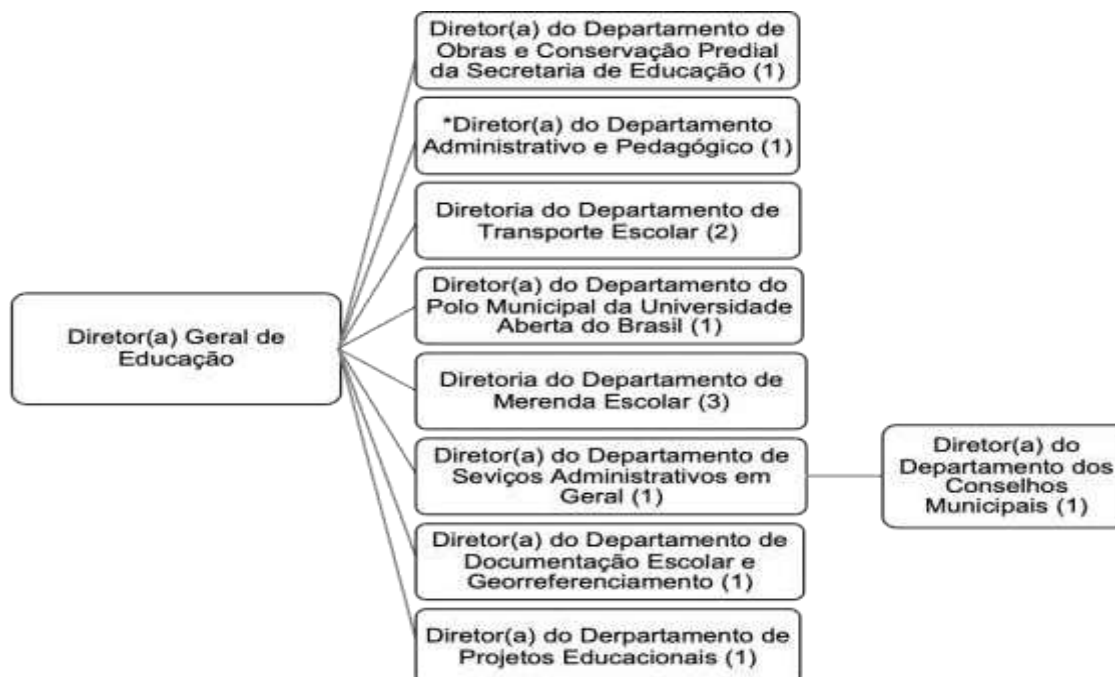 Diretor(a) do Departamento de
Obras e Conservação Predial
da Secretaria de Educação (1)
*Diretor(a) do Departamento
Administrativo e Pedagógico (1)
Diretoria do Departamento de
Transporte Escolar (2)
Diretor(a) do Departamento do
Polo Municipal da Universidade
Aberta do Brasil (1)
Diretor(a) Geral de
Educação
Diretoria do Departamento de
Merenda Escolar (3)
Diretor(a) do Departamento de
Seviços Administrativos em
Geral (1)
Diretor(a) do
Departamento dos
Conselhos
Municipais (1)
Diretor(a) do Departamento de
Documentação Escolar e
Georreferenciamento (1)
Diretor(a) do Derpartamento de
Projetos Educacionais (1)